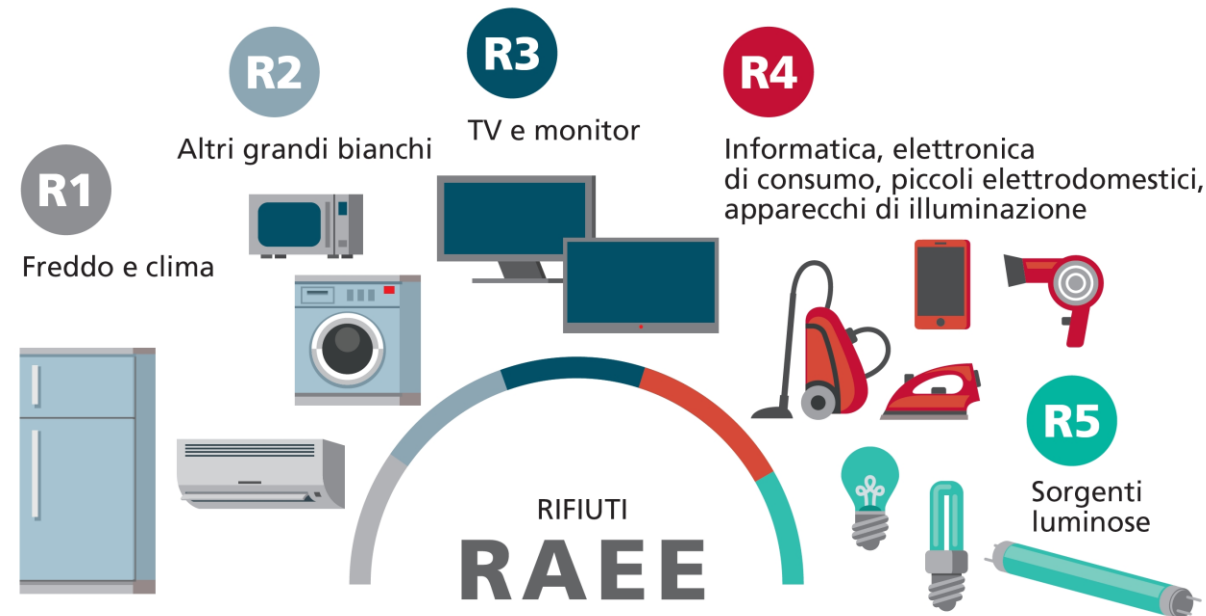 R1
Freddo e clima
R2
Altri grandi bianchi
R3
TV e monitor
R4
Informatica, elettronica
di consumo, piccoli elettrodomestici,
apparecchi di illuminazione
R5
Sorgenti
luminose
RIFIUTI
RAEE